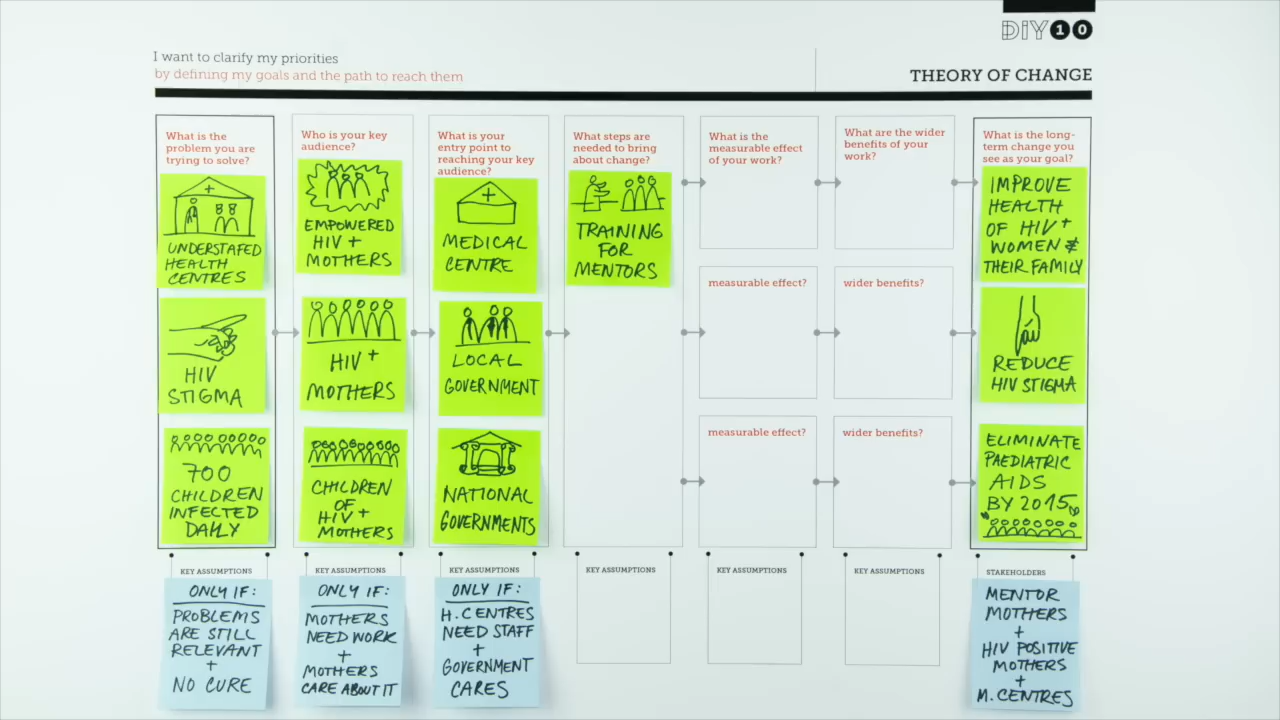 DIY10
I want to clarify my priorities
by defining my goals and the path to reach them
THEORY OF CHANGE
What is the
problem you are
trying to solve?
UNDERSTAFED
HEALTH
CENTRES
HIV
STIGMA
700
CHILDREN
INFECTED
DAILY
KEY ASSUMPTIONS
ONLY IF:
PROBLEMS
ARE STILL
RELEVANT
+
NO CURE
Who is your key
audience?
EMPOWERED
HIV +
MOTHERS
HIV +
MOTHERS
CHILDREN
OF
HIV +
MOTHERS
KEY ASSUMPTIONS
ONLY IF:
MOTHERS
NEED WORK
+
MOTHERS
CARE ABOUT IT
What is your
entry point to
reaching your key
audience?
MEDICAL
CENTRE
LOCAL
GOVERNMENT
NATIONAL
GOVERNMENTS
KEY ASSUMPTIONS
ONLY IF:
H. CENTRES
NEED STAFF
+
GOVERNMENT
CARES
What steps are
needed to bring
about change?
TRAINING
FOR
MENTORS
KEY ASSUMPTIONS
What is the
measurable effect
of your work?
measurable effect?
measurable effect?
KEY ASSUMPTIONS
What are the wider
benefits of your
work?
wider benefits?
wider benefits?
KEY ASSUMPTIONS
What is the long-
term change you
see as your goal?
IMPROVE
HEALTH
OF HIV +
WOMEN &
THEIR FAMILY
REDUCE
HIV STIGMA
ELIMINATE
PAEDIATRIC
AIDS
BY 2015
STAKEHOLDERS
MENTOR
MOTHERS
+
HIV POSITIVE
MOTHERS
+
M. CENTRES